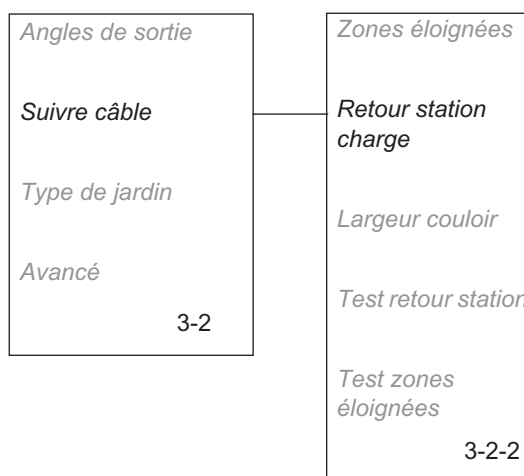 Angles de sortie
Suivre câble
Type de jardin
Avancé
3-2
Zones éloignées
Retour station
charge
Largeur couloir
Test retour station
Test zones
éloignées
3-2-2